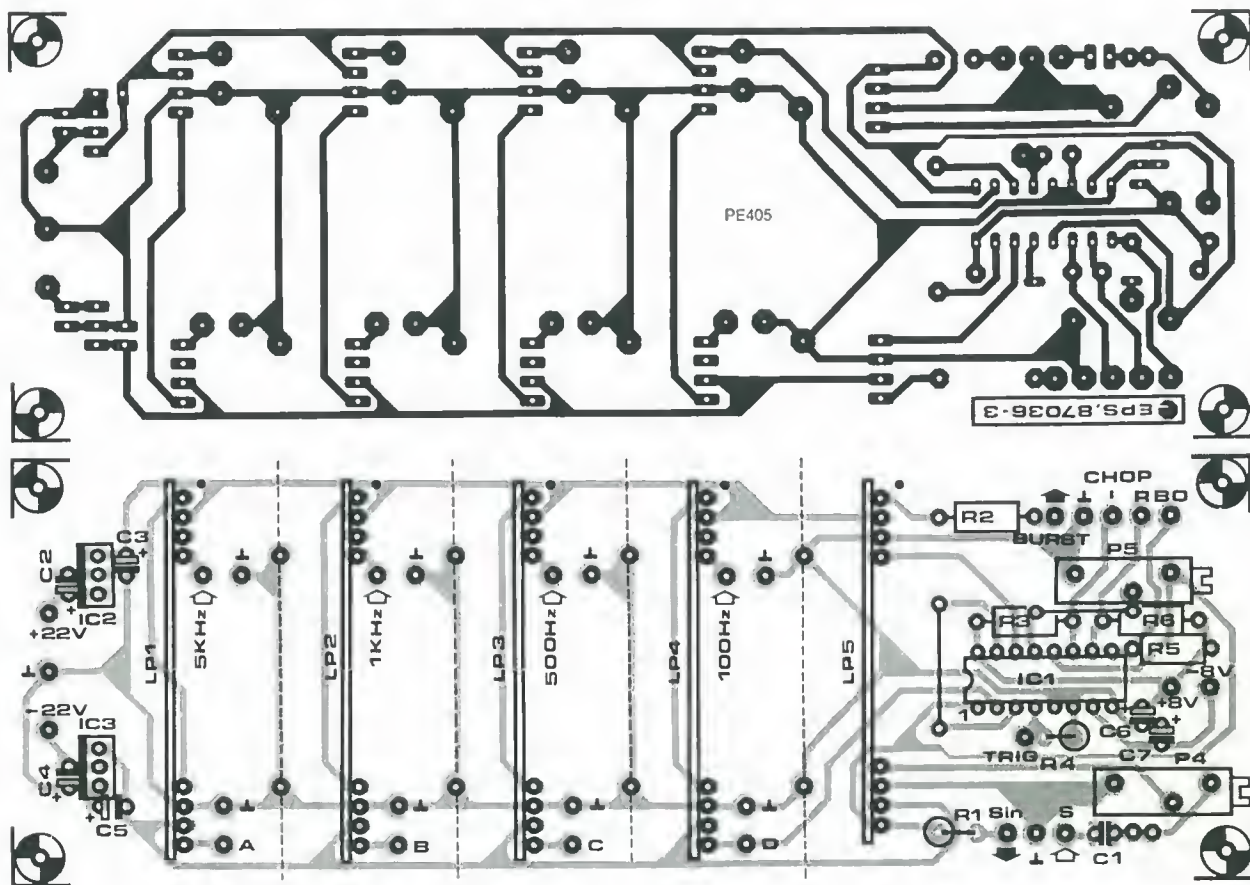 PE405
EPS.87036-3
CHOP
⊥ I R B O
R2
BURST
P5
C3
+
C2
+
IC2
+22V
⊥
-22V
IC3
C4
+
+
C5
LP1
5KHz
⊥
LP2
1KHz
⊥
LP3
500Hz
⊥
LP4
100Hz
⊥
LP5
R3
R6
R5
-8V
+8V
IC1
1
+
C6
TRIG
R4
C7
P4
⊥
A
⊥
B
⊥
C
⊥
D
R1
Sin
⊥
S
C1